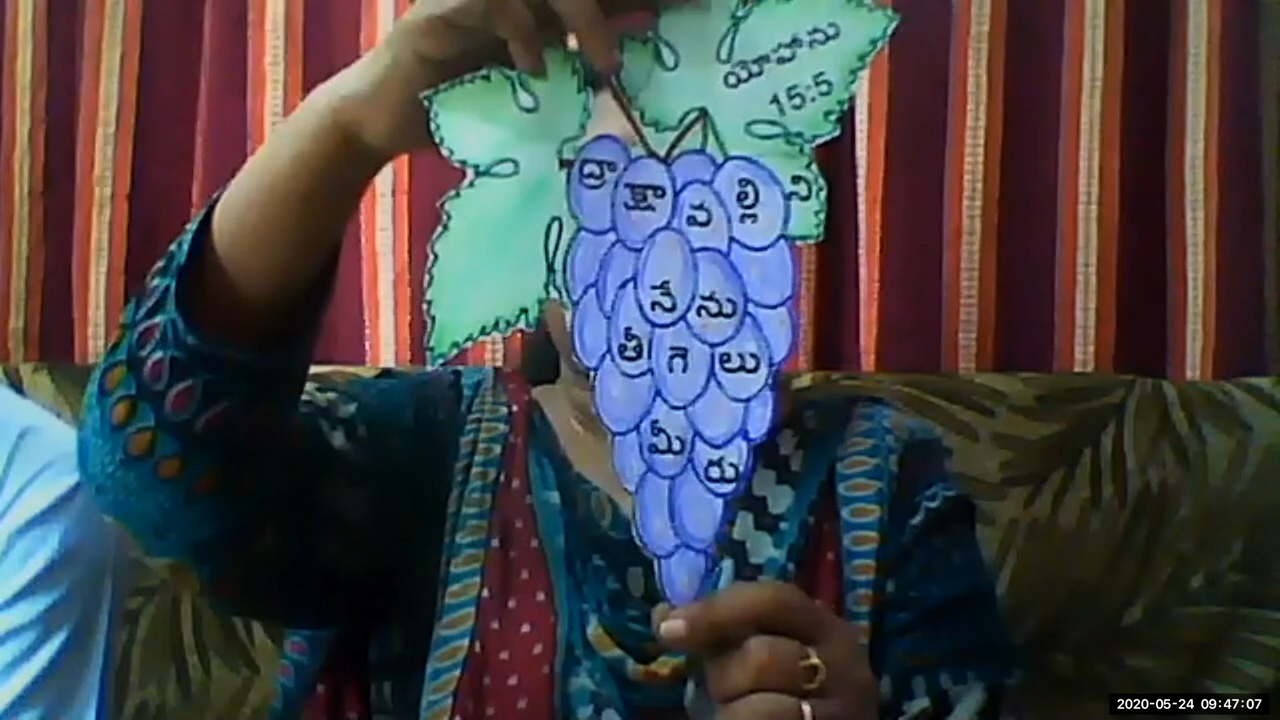 యోహాను
15:5
ద్రాక్షావల్లి ని
నేను
తీగెలు
మీరు
2020-05-24 09:47:07